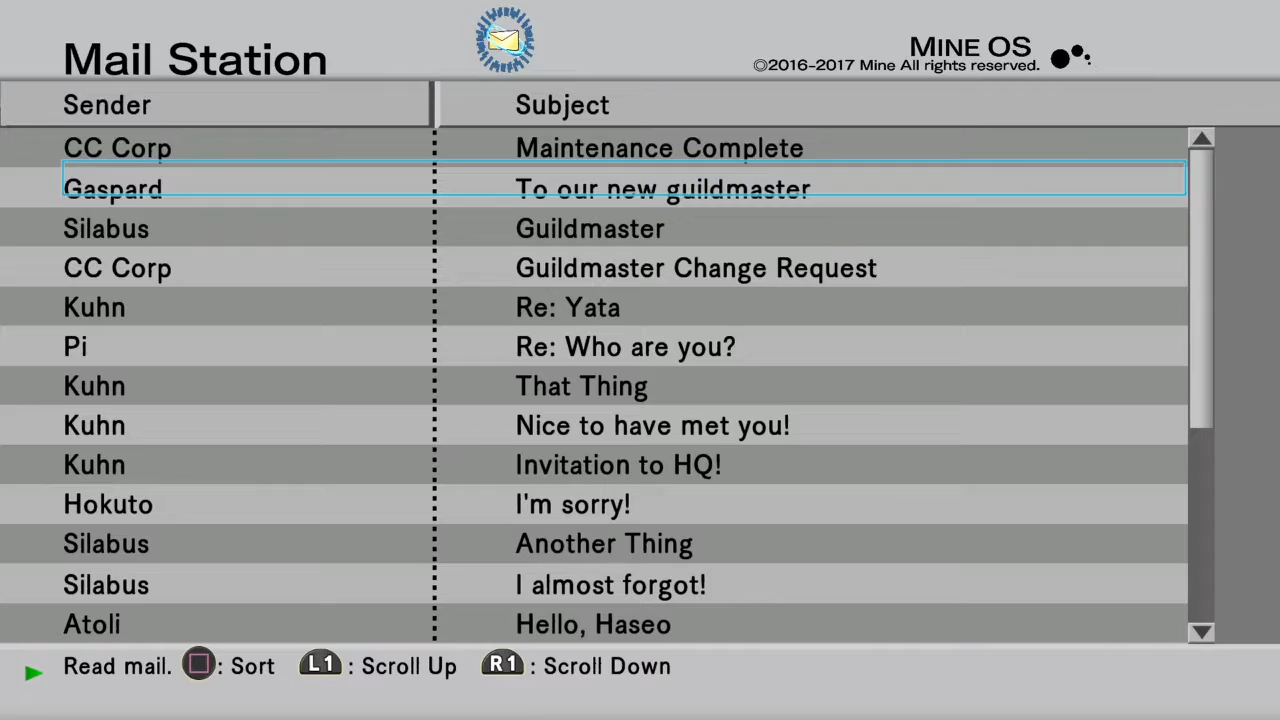 Mail Station
MINE OS
©2016-2017 Mine All rights reserved.
Sender Subject
CC Corp Maintenance Complete
Gaspard To our new guildmaster
Silabus Guildmaster
CC Corp Guildmaster Change Request
Kuhn Re: Yata
Pi Re: Who are you?
Kuhn That Thing
Kuhn Nice to have met you!
Kuhn Invitation to HQ!
Hokuto I'm sorry!
Silabus Another Thing
Silabus I almost forgot!
Atoli Hello, Haseo
Read mail. : Sort L1 : Scroll Up R1 : Scroll Down